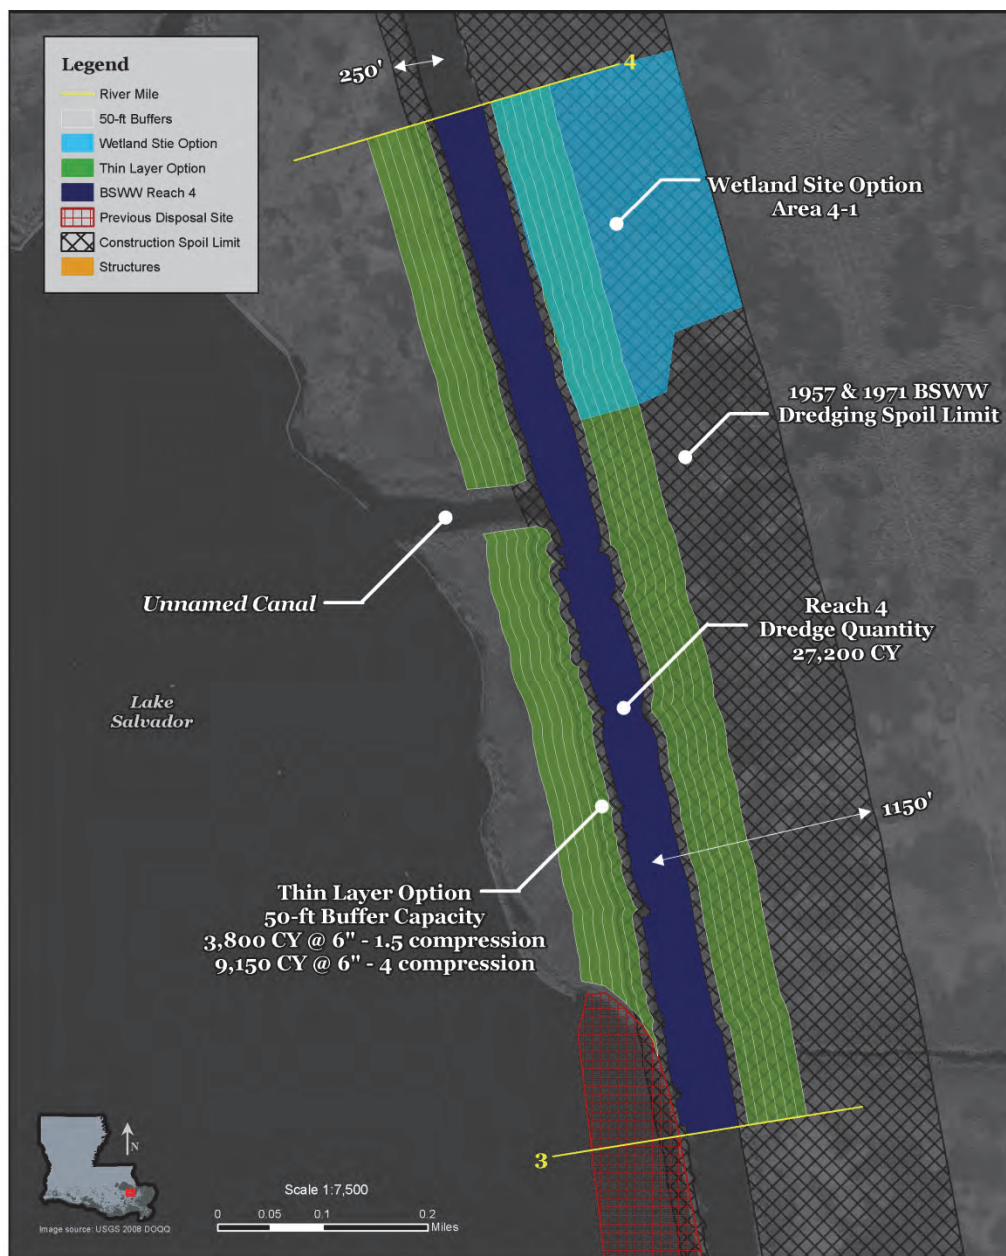 Legend
River Mile
50-ft Buffers
Wetland Stie Option
Thin Layer Option
BSWW Reach 4
Previous Disposal Site
Construction Spoil Limit
Structures
250'
4
Wetland Site Option
Area 4-1
1957 & 1971 BSWW
Dredging Spoil Limit
Unnamed Canal
Reach 4
Dredge Quantity
27,200 CY
Lake
Salvador
1150'
Thin Layer Option
50-ft Buffer Capacity
3,800 CY @ 6" - 1.5 compression
9,150 CY @ 6" - 4 compression
3
N
Image source: USGS 2008 DOQQ
Scale 1:7,500
0 0.05 0.1 0.2
Miles